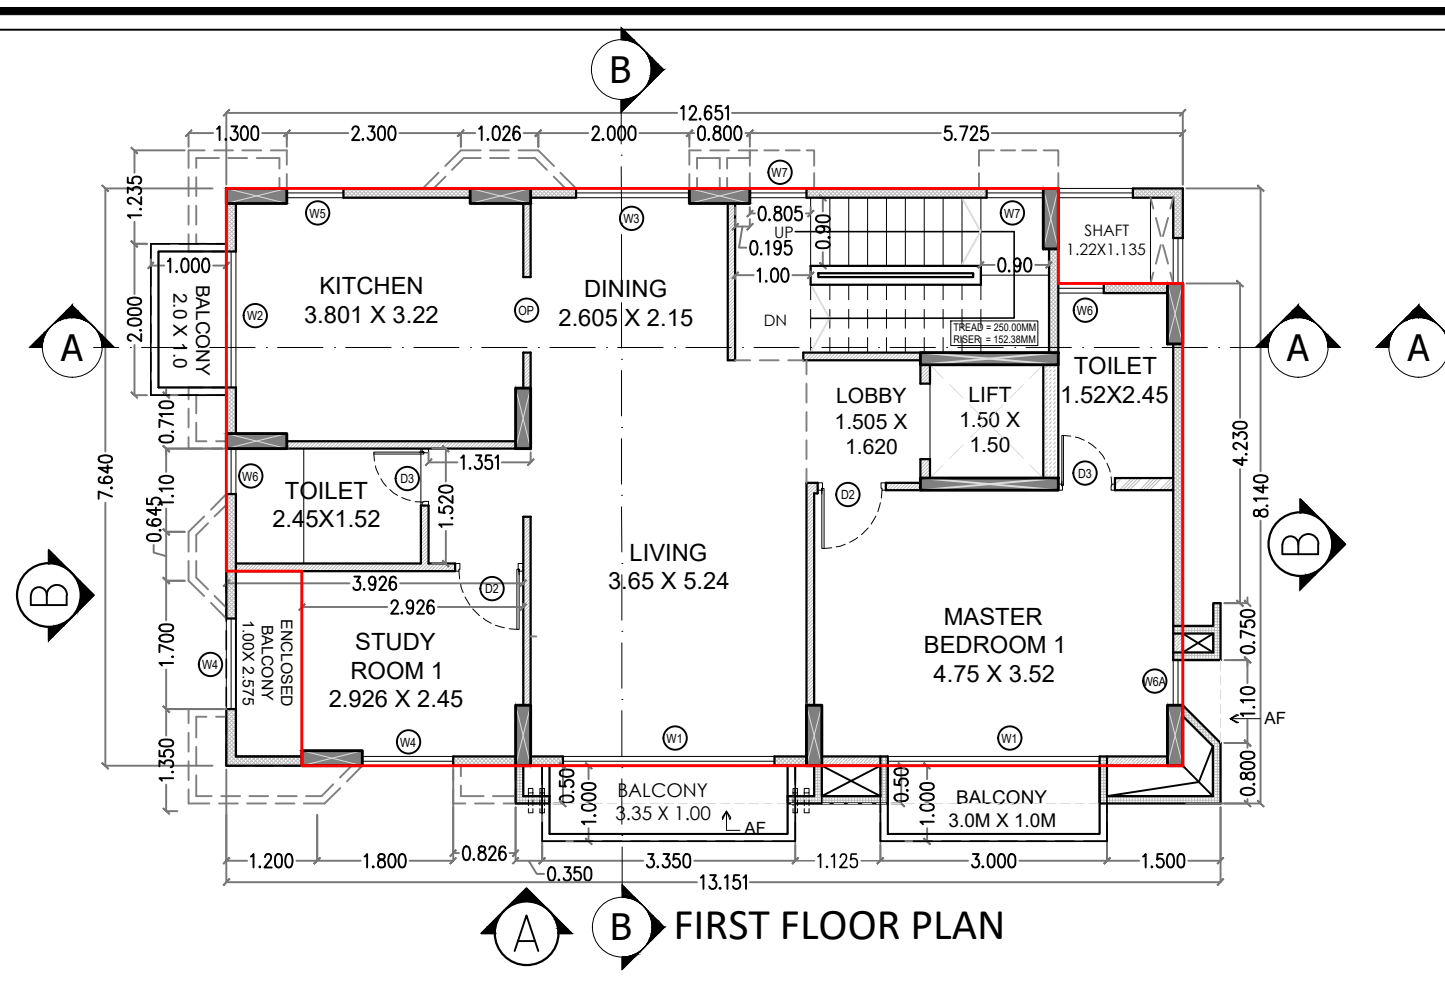 B
12.651
1.300
2.300
1.026
2.000
0.800
5.725
1.235
W7
W5
W3
0.805
UP
0.90
0.195
W7
SHAFT
1.22X1.135
1.000
BALCONY
2.0 X 1.0
2.000
W2
KITCHEN
3.801 X 3.22
OP
DINING
2.605 X 2.15
1.00
0.90
DN
TREAD = 250.00MM
RISER = 152.38MM
W6
A
A
A
TOILET
1.52X2.45
LOBBY
1.505 X
1.620
LIFT
1.50 X
1.50
0.710
7.640
1.10
0.645
W6
TOILET
2.45X1.52
D3
1.351
1.520
D2
D3
4.230
8.140
B
B
LIVING
3.65 X 5.24
3.926
2.926
D2
ENCLOSED
BALCONY
1.00X 2.575
STUDY
ROOM 1
2.926 X 2.45
MASTER
BEDROOM 1
4.75 X 3.52
0.750
1.700
W4
W6A
1.10
AF
W4
W1
W1
1.350
0.50
1.000
BALCONY
3.35 X 1.00
AF
0.50
1.000
BALCONY
3.0M X 1.0M
0.800
1.200
1.800
0.826
0.350
3.350
1.125
3.000
1.500
13.151
A
B
FIRST FLOOR PLAN